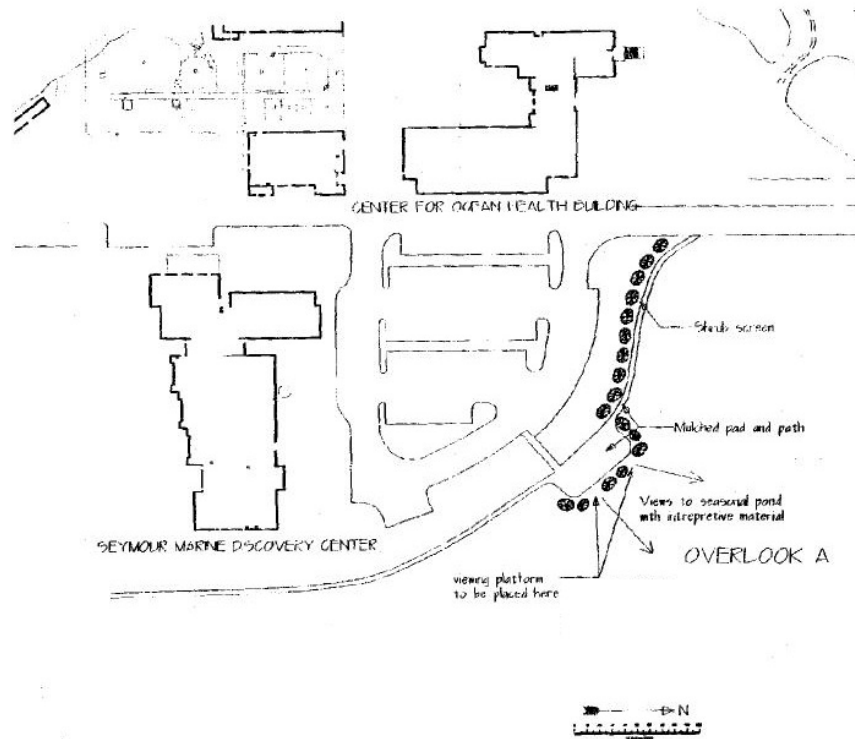 CENTER FOR OCEAN HEALTH BUILDING
Shrub screen
Mulched pad and path
Views to seasonal pond
with intrepretive material
SEYMOUR MARINE DISCOVERY CENTER
OVERLOOK A
viewing platform
to be placed here
N